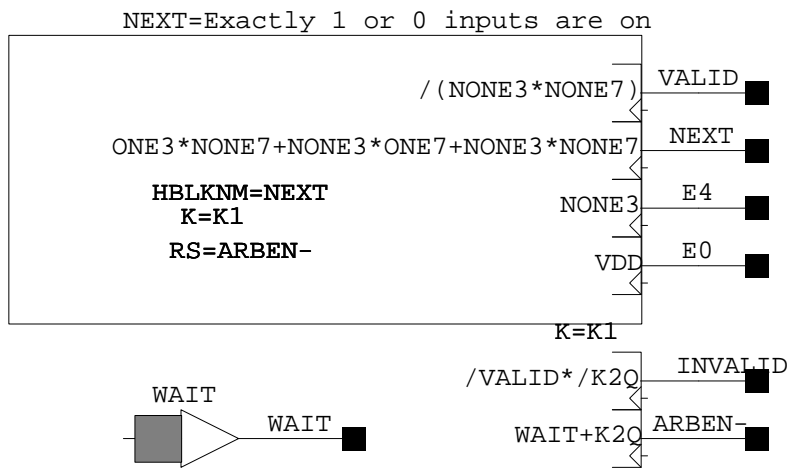 NEXT=Exactly 1 or 0 inputs are on
/(NONE3*NONE7) VALID
ONE3*NONE7+NONE3*ONE7+NONE3*NONE7 NEXT
HBLKNM=NEXT
NONE3 E4
K=K1
RS=ARBEN-
VDD E0
K=K1
/VALID*/K2Q INVALID
WAIT
WAIT
WAIT+K2Q ARBEN-